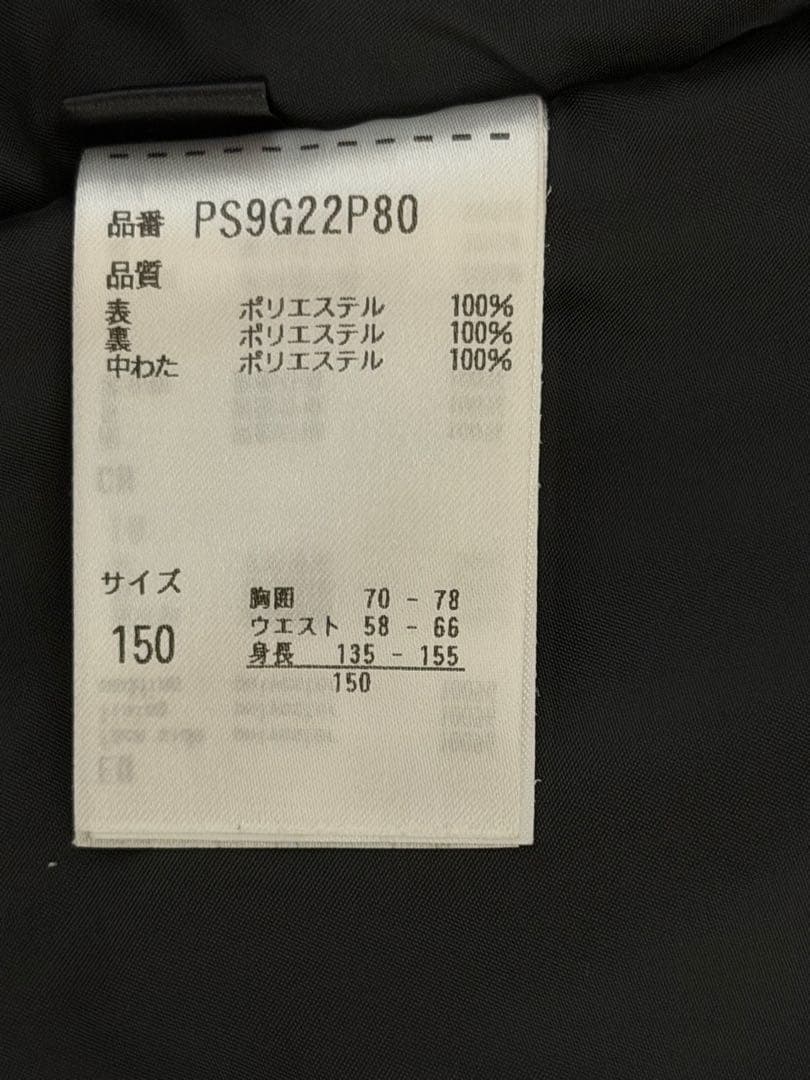 品番 PS9G22P80
品質
表 ポリエステル 100%
裏 ポリエステル 100%
中わた ポリエステル 100%
サイズ
150
胸囲 70 - 78
ウエスト 58 - 66
身長 135 - 155
150